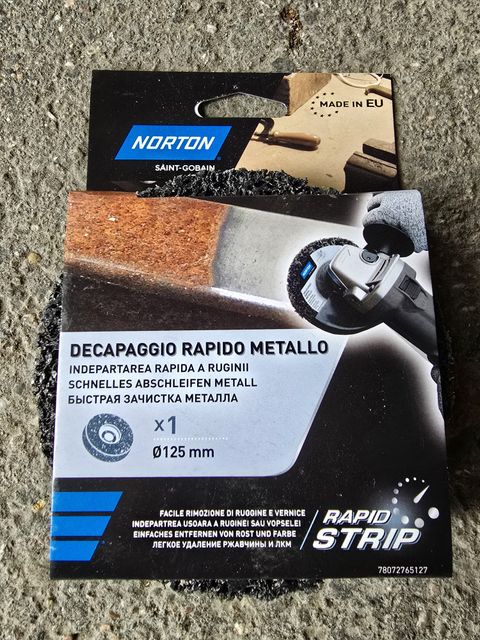 MADE IN EU
NORTON
SAINT-GOBAIN
DECAPAGGIO RAPIDO METALLO
INDEPARTAREA RAPIDA A RUGINII
SCHNELLES ABSCHLEIFEN METALL
БЫСТРАЯ ЗАЧИСТКА МЕТАЛЛА
x1
Ø125 mm
FACILE RIMOZIONE DI RUGGINE E VERNICE
INDEPARTREA USOARA A RUGINEI SAU VOPSELEI
EINFACHES ENTFERNEN VON ROST UND FARBE
ЛЕГКОЕ УДАЛЕНИЕ РЖАВЧИНЫ И ЛКМ
RAPID
STRIP
78072765127